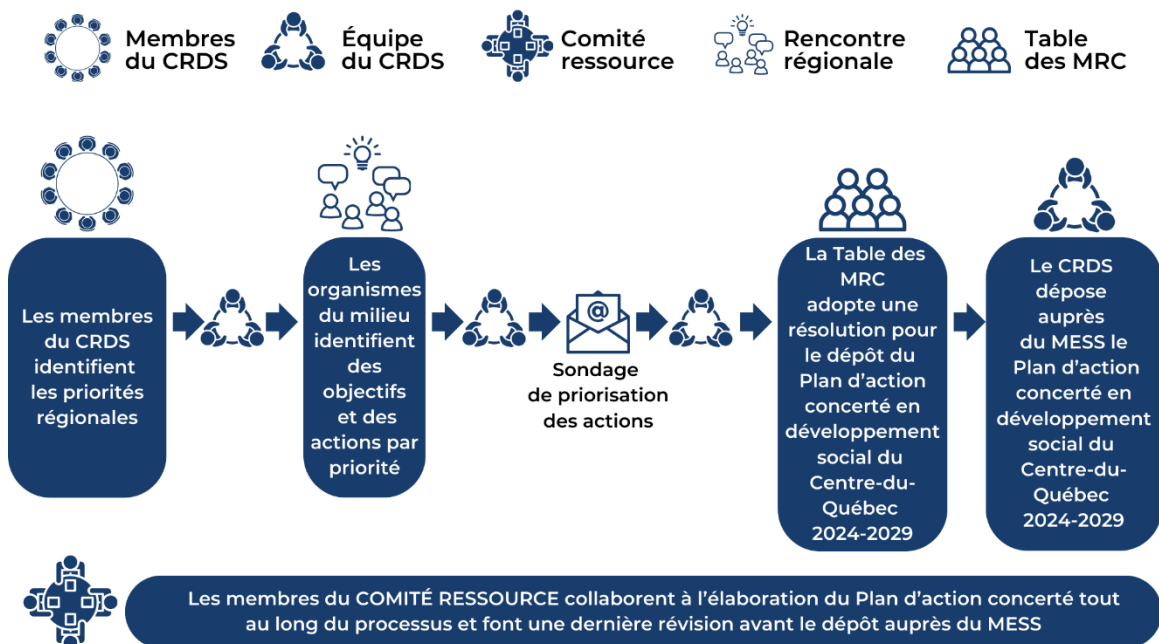 Membres
du CRDS
Équipe
du CRDS
Comité
ressource
Rencontre
régionale
Table
des MRC
Les membres
du CRDS
identifient
les priorités
régionales
Les
organismes
du milieu
identifient
des
objectifs
et des
actions par
priorité
@
Sondage
de priorisation
des actions
La Table des
MRC
adopte une
résolution pour
le dépôt du
Plan d'action
concerté en
développement
social du
Centre-du-
Québec
2024-2029
Le CRDS
dépose
auprès
du MESS le
Plan d'action
concerté en
développement
social du
Centre-du-
Québec
2024-2029
Les membres du COMITÉ RESSOURCE collaborent à l'élaboration du Plan d'action concerté tout
au long du processus et font une dernière révision avant le dépôt auprès du MESS